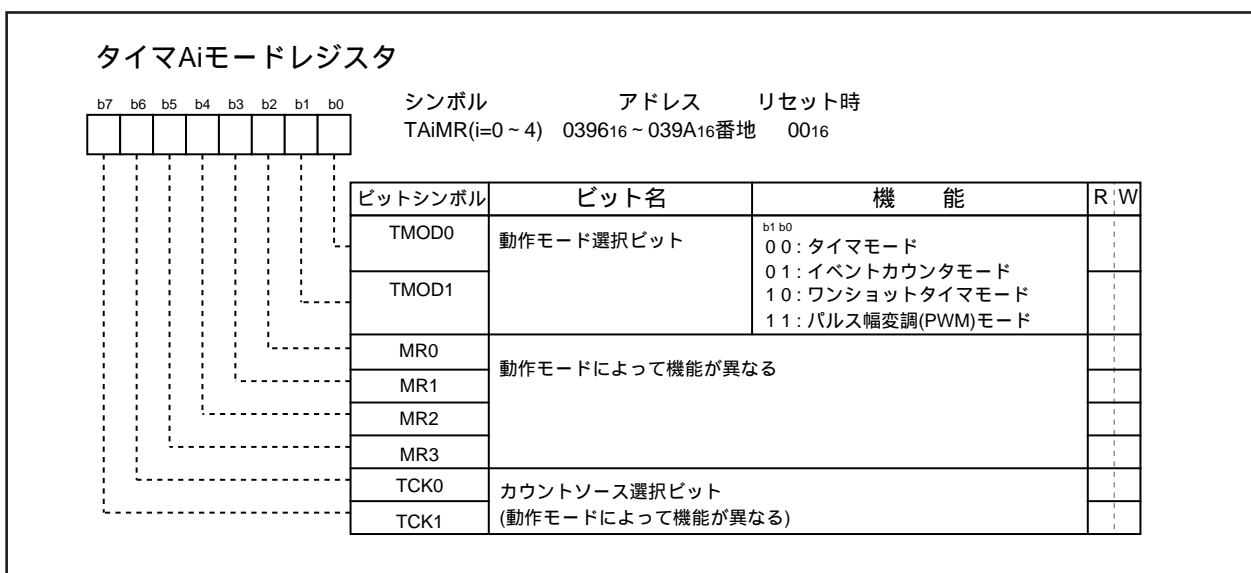 タイマAiモードレジスタ
b7 b6 b5 b4 b3 b2 b1 b0
シンボル アドレス リセット時
TAiMR(i=0 ~ 4) 039616 ~ 039A16番地 0016
ビットシンボル ビット名 機 能 R W
TMOD0 動作モード選択ビット
b1 b0
0 0 : タイマモード
0 1 : イベントカウンタモード
TMOD1
1 0 : ワンショットタイマモード
1 1 : パルス幅変調(PWM)モード
MR0
動作モードによって機能が異なる
MR1
MR2
MR3
TCK0
カウントソース選択ビット
TCK1
(動作モードによって機能が異なる)